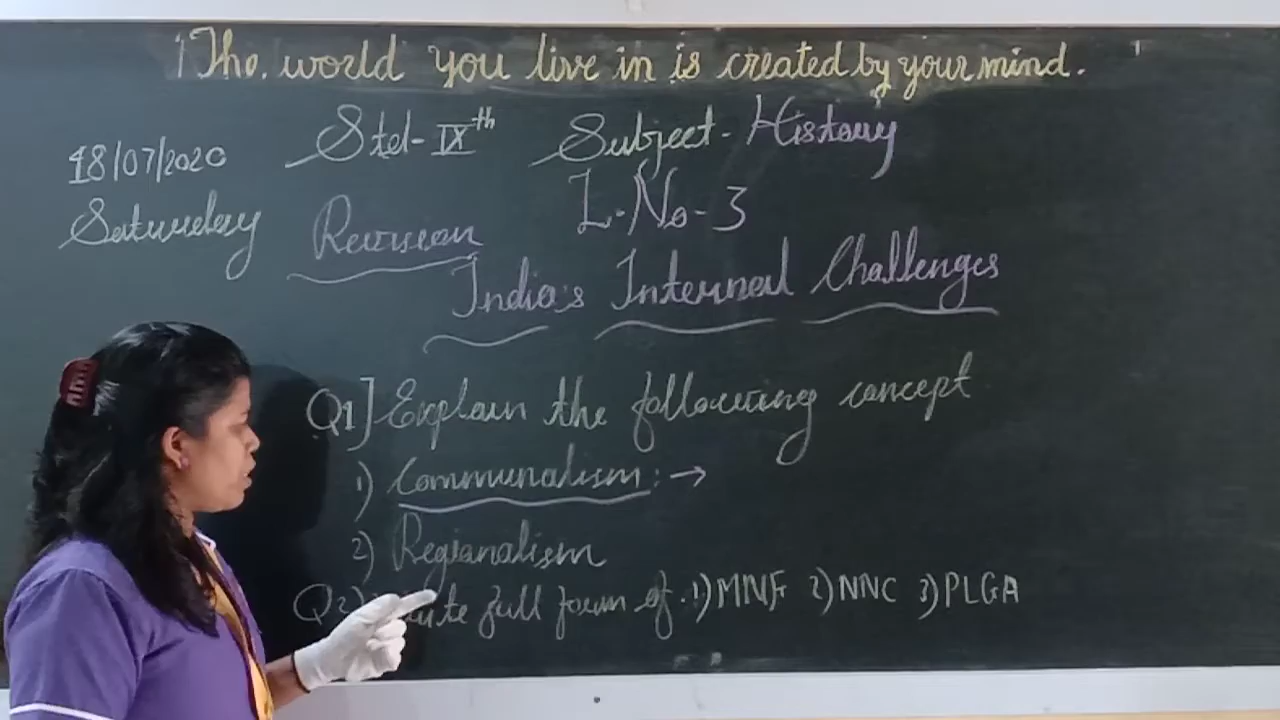 The world you live in is created by your mind.
Std-IXth Subject-History
18/07/2020
Saturday Revision L.No-3
India's Internal Challenges
Q1] Explain the following concept
1) Communalism :→
2) Regionalism
Q2) Write full form of. 1) MNF 2) NNC 3) PLGA